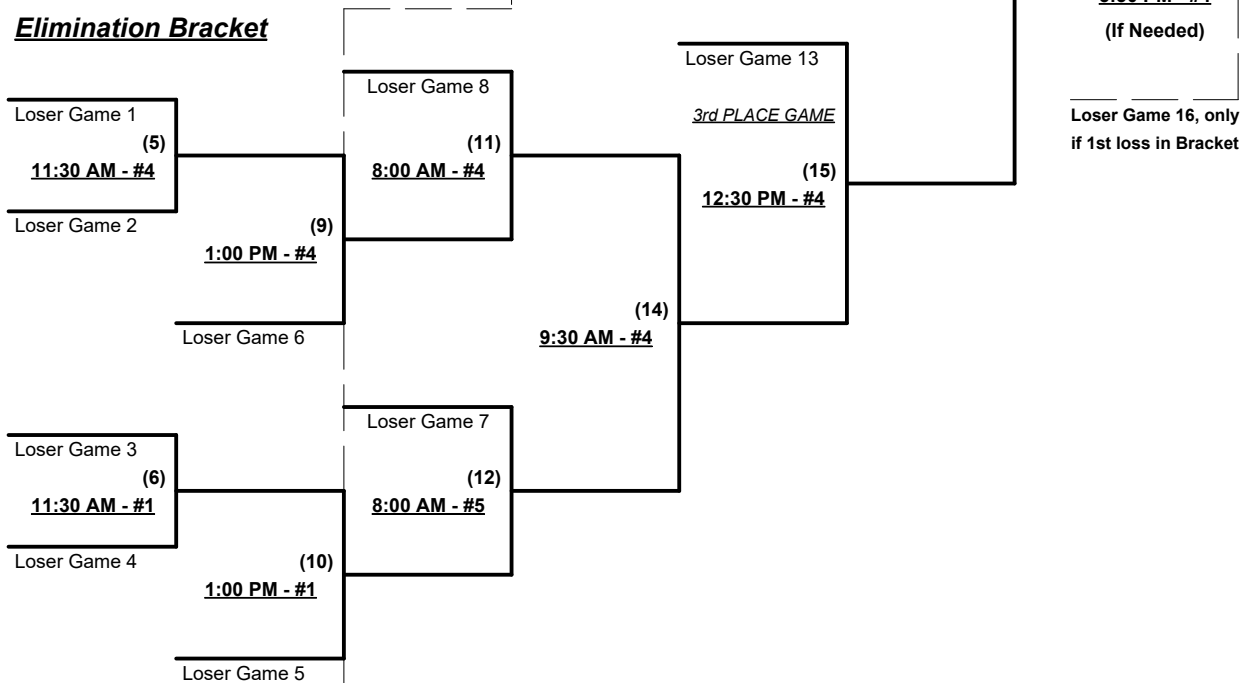 Elimination Bracket
(If Needed)
Loser Game 13
Loser Game 8
Loser Game 1
3rd PLACE GAME
Loser Game 16, only
if 1st loss in Bracket
(5)
(11)
11:30 AM - #4
8:00 AM - #4
(15)
12:30 PM - #4
Loser Game 2
(9)
1:00 PM - #4
(14)
Loser Game 6
9:30 AM - #4
Loser Game 7
Loser Game 3
(6)
(12)
11:30 AM - #1
8:00 AM - #5
Loser Game 4
(10)
1:00 PM - #1
Loser Game 5